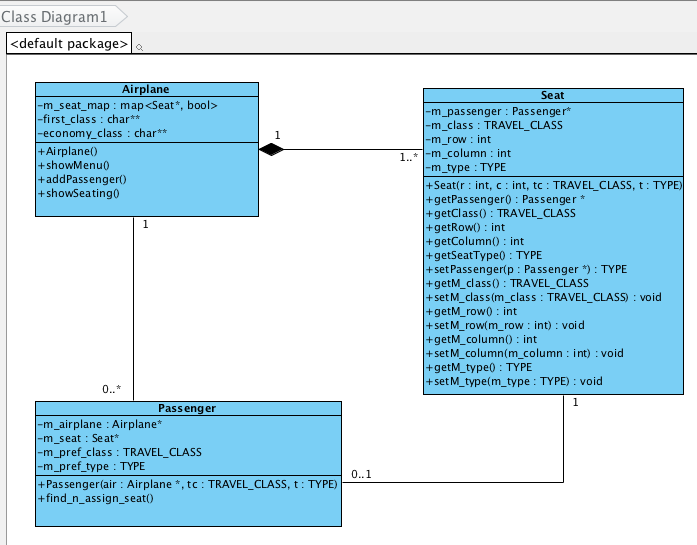 Class Diagram1
<default package>
Airplane
-m_seat_map : map<Seat*, bool>
-first_class : char**
-economy_class : char**
+Airplane()
+showMenu()
+addPassenger()
+showSeating()
1
1..*
Seat
-m_passenger : Passenger*
-m_class : TRAVEL_CLASS
-m_row : int
-m_column : int
-m_type : TYPE
+Seat(r : int, c : int, tc : TRAVEL_CLASS, t : TYPE)
+getPassenger() : Passenger *
+getClass() : TRAVEL_CLASS
+getRow() : int
+getColumn() : int
+getSeatType() : TYPE
+setPassenger(p : Passenger *) : TYPE
+getM_class() : TRAVEL_CLASS
+setM_class(m_class : TRAVEL_CLASS) : void
+getM_row() : int
+setM_row(m_row : int) : void
+getM_column() : int
+setM_column(m_column : int) : void
+getM_type() : TYPE
+setM_type(m_type : TYPE) : void
1
0..*
Passenger
-m_airplane : Airplane*
-m_seat : Seat*
-m_pref_class : TRAVEL_CLASS
-m_pref_type : TYPE
+Passenger(air : Airplane *, tc : TRAVEL_CLASS, t : TYPE)
+find_n_assign_seat()
1
0..1